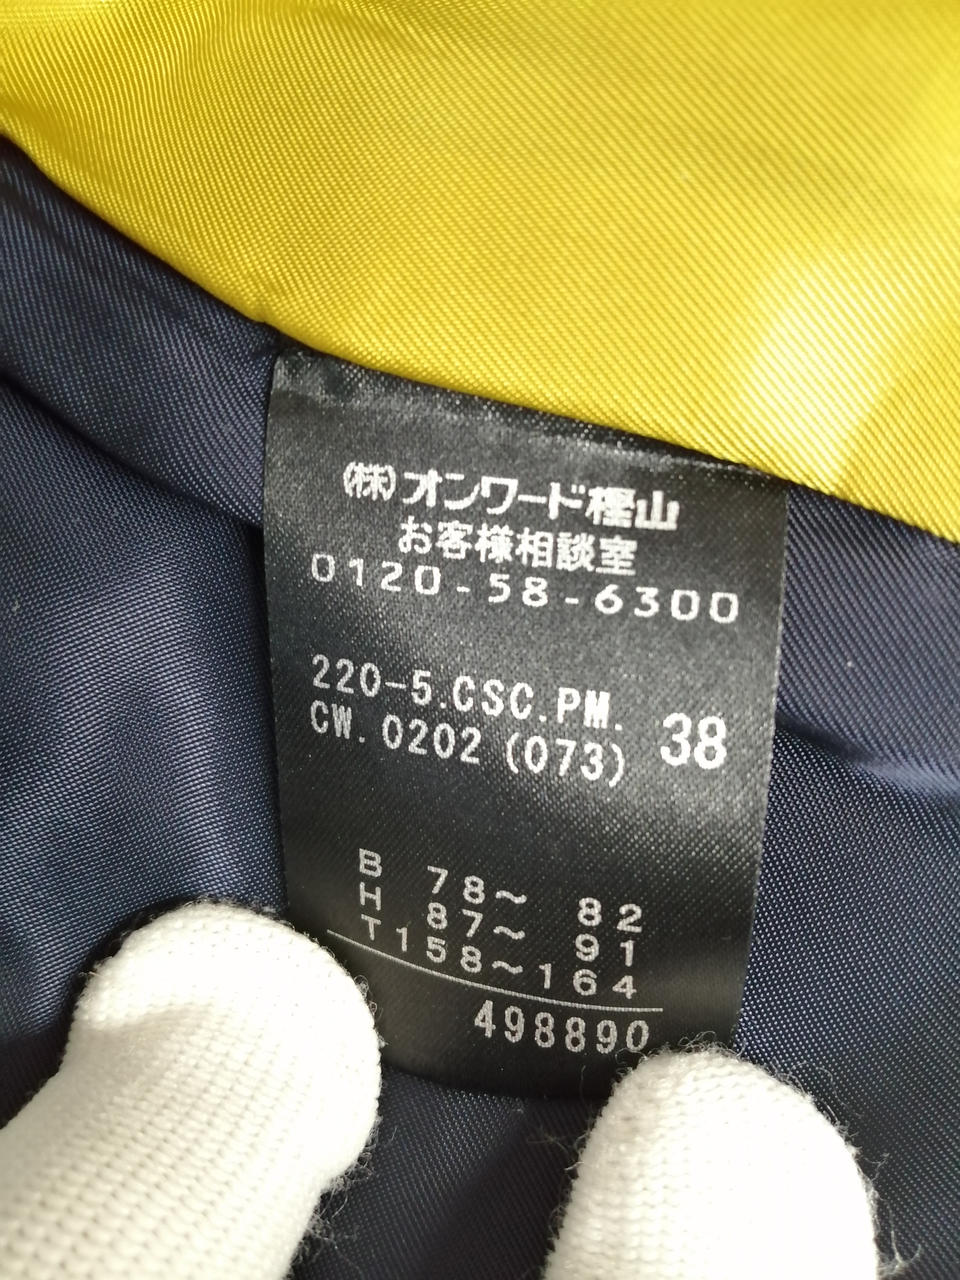 (株)オンワード樫山
お客様相談室
0120-58-6300
220-5.CSC.PM.
CW.0202(073) 38
B 78〜 82
H 87〜 91
T158〜164
498890